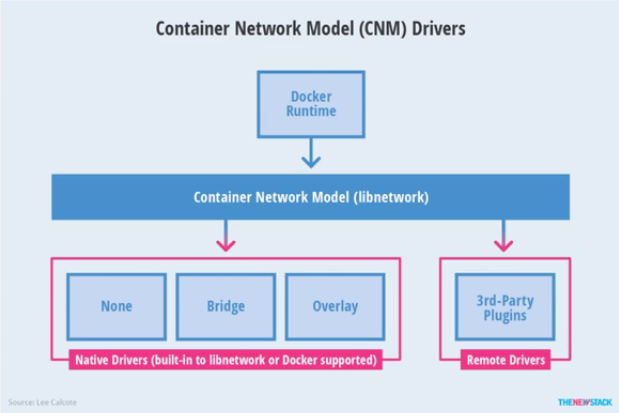 Container Network Model (CNM) Drivers
Docker
Runtime
Container Network Model (libnetwork)
None
Bridge
Overlay
3rd-Party
Plugins
Native Drivers (built-in to libnetwork or Docker supported)
Remote Drivers
Source: Lee Calcote
THENEWSTACK